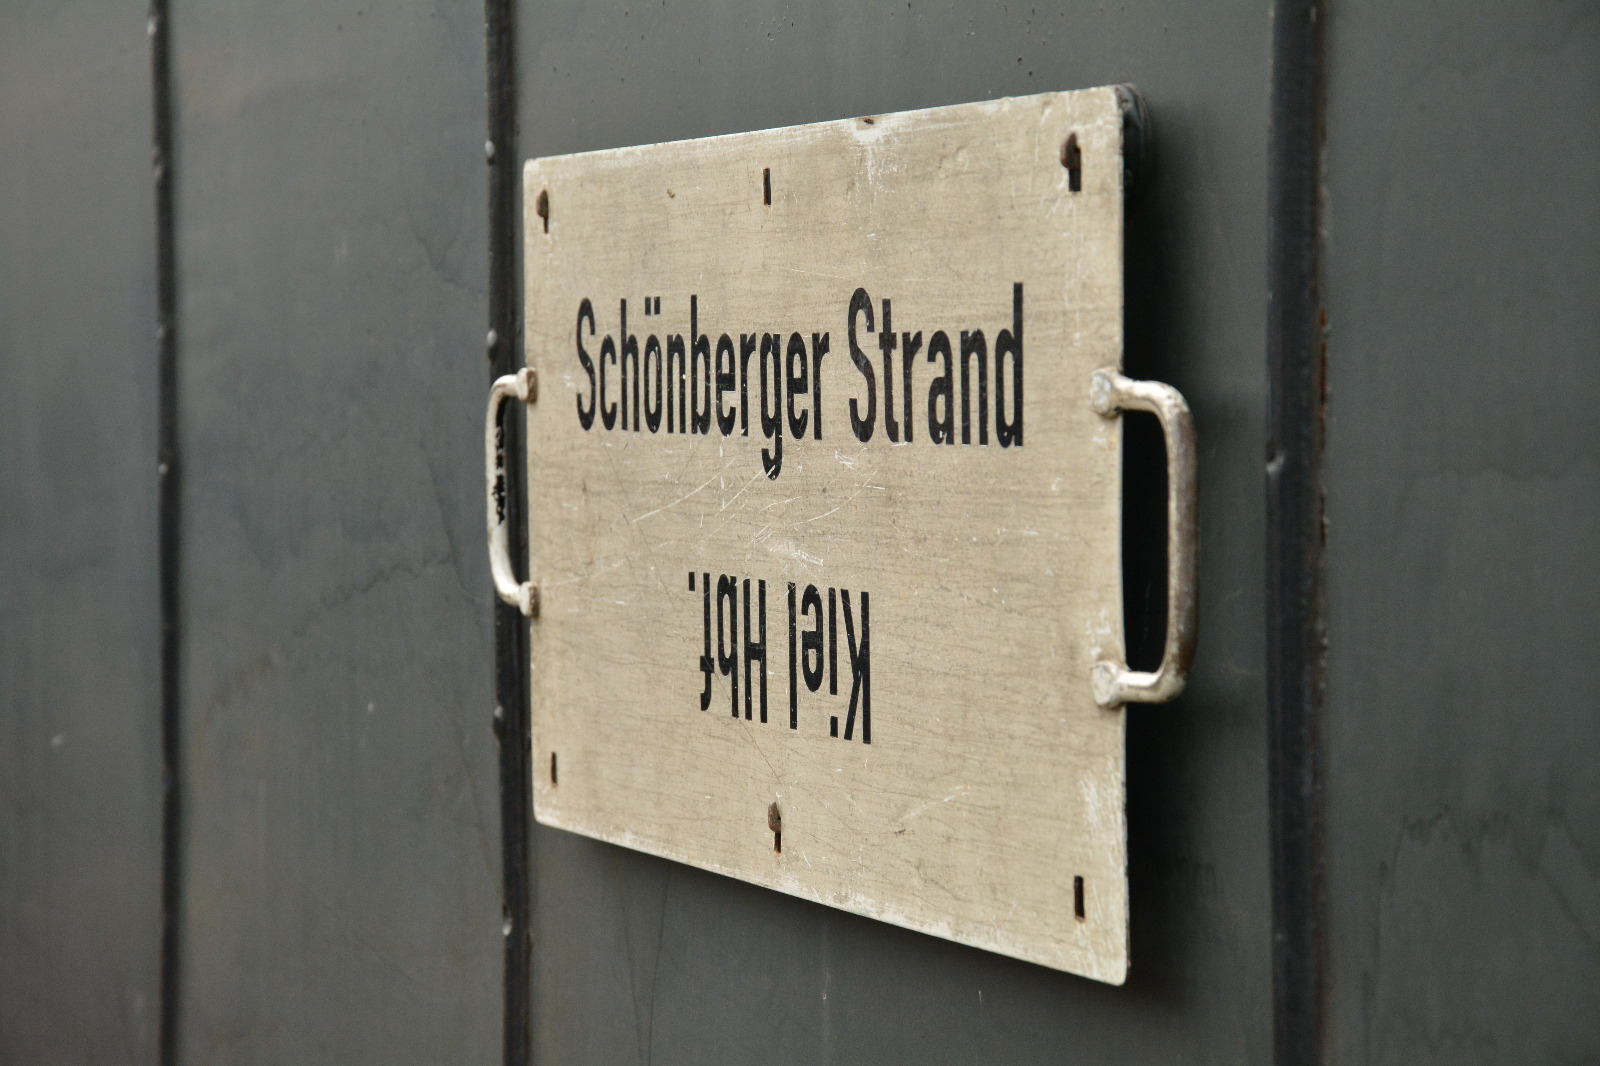 Schönberger Strand
Kiel Hbf.